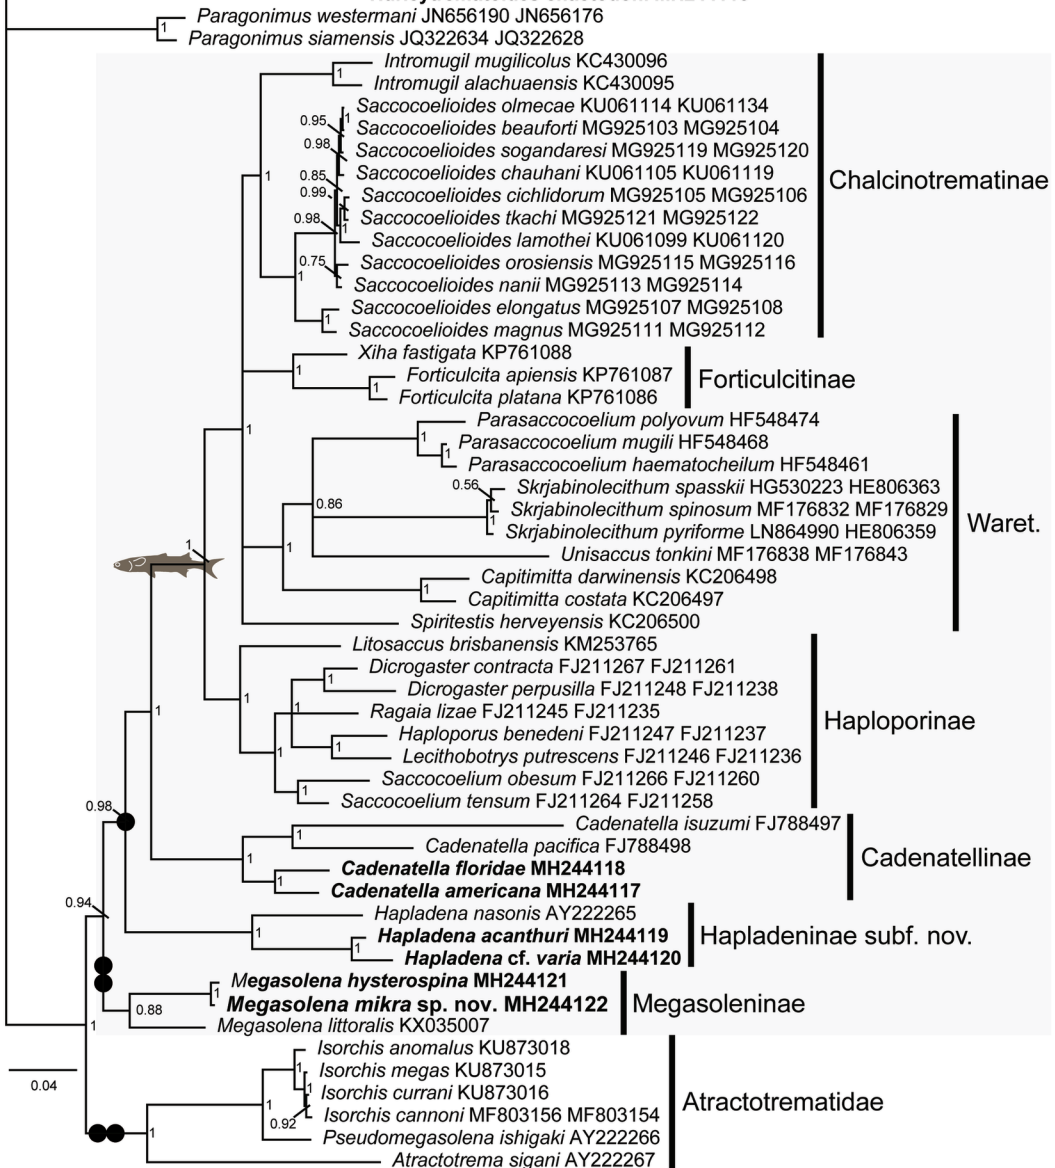 Paragonimus westermani JN656190 JN656176
1
Paragonimus siamensis JQ322634 JQ322628
Intromugil mugilicolus KC430096
1
Intromugil alachuaensis KC430095
Saccocoelioides olmecae KU061114 KU061134
0.95
1
Saccocoelioides beauforti MG925103 MG925104
0.98
Saccocoelioides sogandaresi MG925119 MG925120
Saccocoelioides chauhani KU061105 KU061119
1
0.85
Chalcinotrematinae
0.99
Saccocoelioides cichlidorum MG925105 MG925106
Saccocoelioides tkachi MG925121 MG925122
0.98
1
Saccocoelioides lamothei KU061099 KU061120
0.75
Saccocoelioides orosiensis MG925115 MG925116
1
Saccocoelioides nanii MG925113 MG925114
Saccocoelioides elongatus MG925107 MG925108
1
Saccocoelioides magnus MG925111 MG925112
Xiha fastigata KP761088
1
Forticulcita apiensis KP761087
Forticulcitinae
1
Forticulcita platana KP761086
Parasaccocoelium polyovum HF548474
1
1
Parasaccocoelium mugili HF548468
1
Parasaccocoelium haematocheilum HF548461
0.56
Skrjabinolecithum spasskii HG530223 HE806363
0.86
Skrjabinolecithum spinosum MF176832 MF176829
1
Waret.
Skrjabinolecithum pyriforme LN864990 HE806359
1
1
Unisaccus tonkini MF176838 MF176843
Capitimitta darwinensis KC206498
1
Capitimitta costata KC206497
Spiritestis herveyensis KC206500
Litosaccus brisbanensis KM253765
Dicrogaster contracta FJ211267 FJ211261
1
Dicrogaster perpusilla FJ211248 FJ211238
1
1
Ragaia lizae FJ211245 FJ211235
1
Haploporinae
Haploporus benedeni FJ211247 FJ211237
1
1
Lecithobotrys putrescens FJ211246 FJ211236
Saccocoelium obesum FJ211266 FJ211260
1
Saccocoelium tensum FJ211264 FJ211258
0.98
Cadenatella isuzumi FJ788497
1
Cadenatella pacifica FJ788498
1
Cadenatellinae
Cadenatella floridae MH244118
1
Cadenatella americana MH244117
0.94
Hapladena nasonis AY222265
1
Hapladena acanthuri MH244119
Hapladeninae subf. nov.
1
Hapladena cf. varia MH244120
Megasolena hysterospina MH244121
1
Megasolena mikra sp. nov. MH244122
Megasoleninae
0.88
Megasolena littoralis KX035007
1
Isorchis anomalus KU873018
1
Isorchis megas KU873015
0.04
1
Isorchis currani KU873016
1
Atractotrematidae
Isorchis cannoni MF803156 MF803154
0.92
1
Pseudomegasolena ishigaki AY222266
Atractotrema sigani AY222267